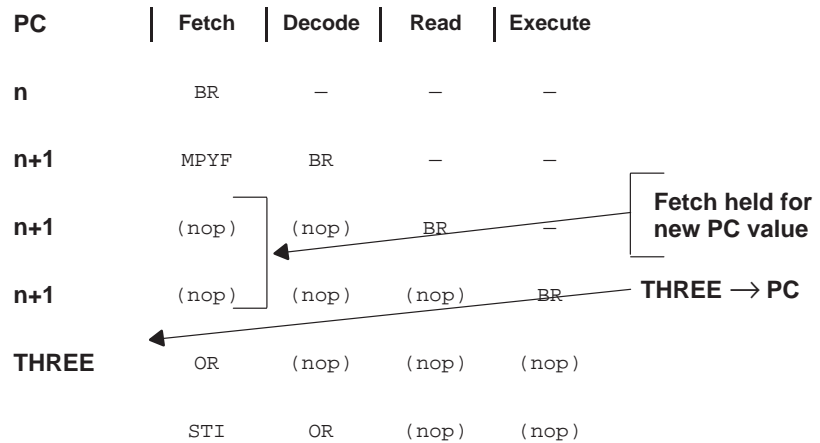 PC Fetch Decode Read Execute
n BR — — —
n+1 MPYF BR — —
n+1 (nop) (nop) BR —
Fetch held for
new PC value
n+1 (nop) (nop) (nop) BR
THREE → PC
THREE OR (nop) (nop) (nop)
STI OR (nop) (nop)